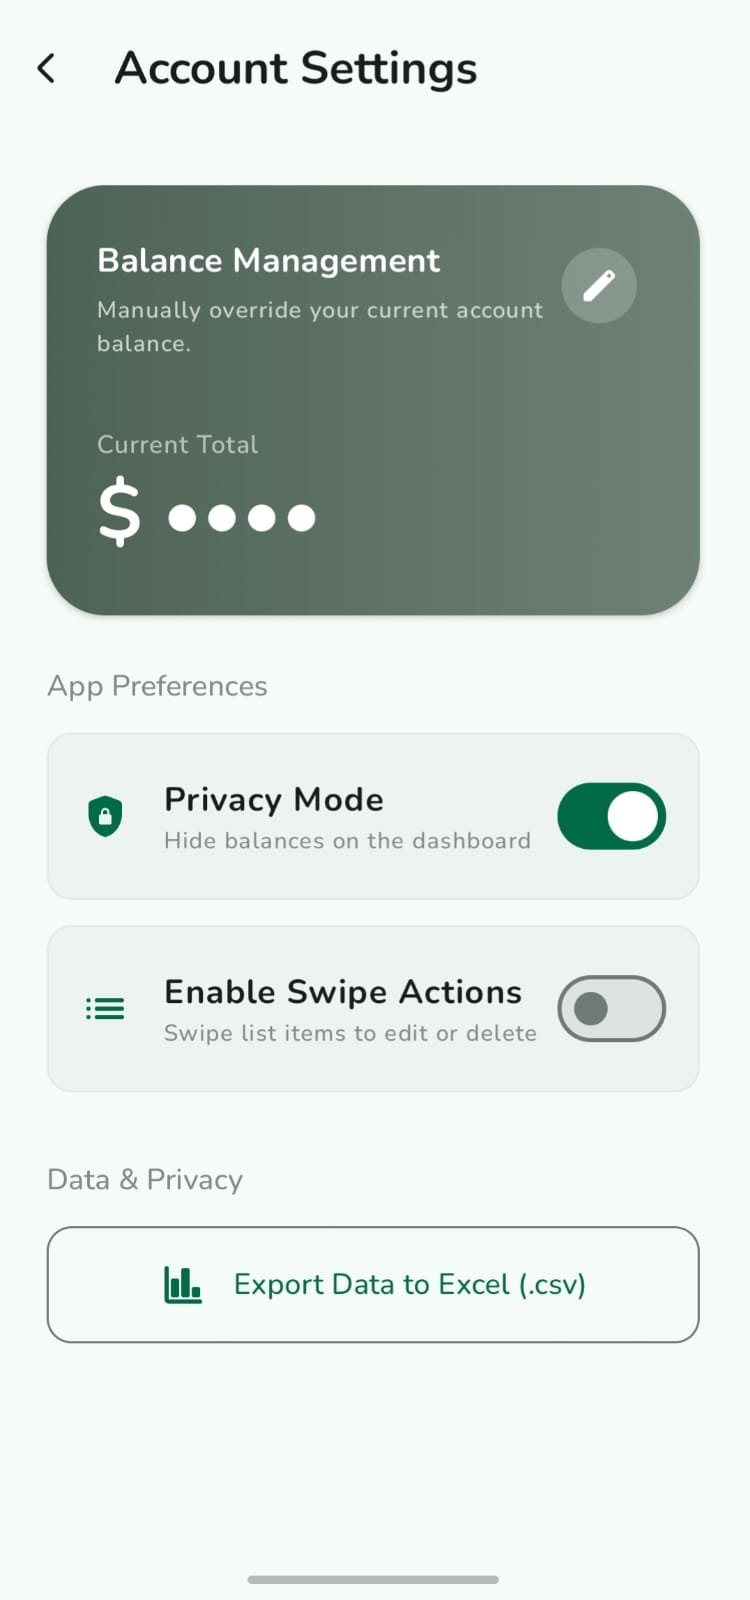 Account Settings
Balance Management
Manually override your current account
balance.
Current Total
$ ●●●●
App Preferences
Privacy Mode
Hide balances on the dashboard
Enable Swipe Actions
Swipe list items to edit or delete
Data & Privacy
Export Data to Excel (.csv)